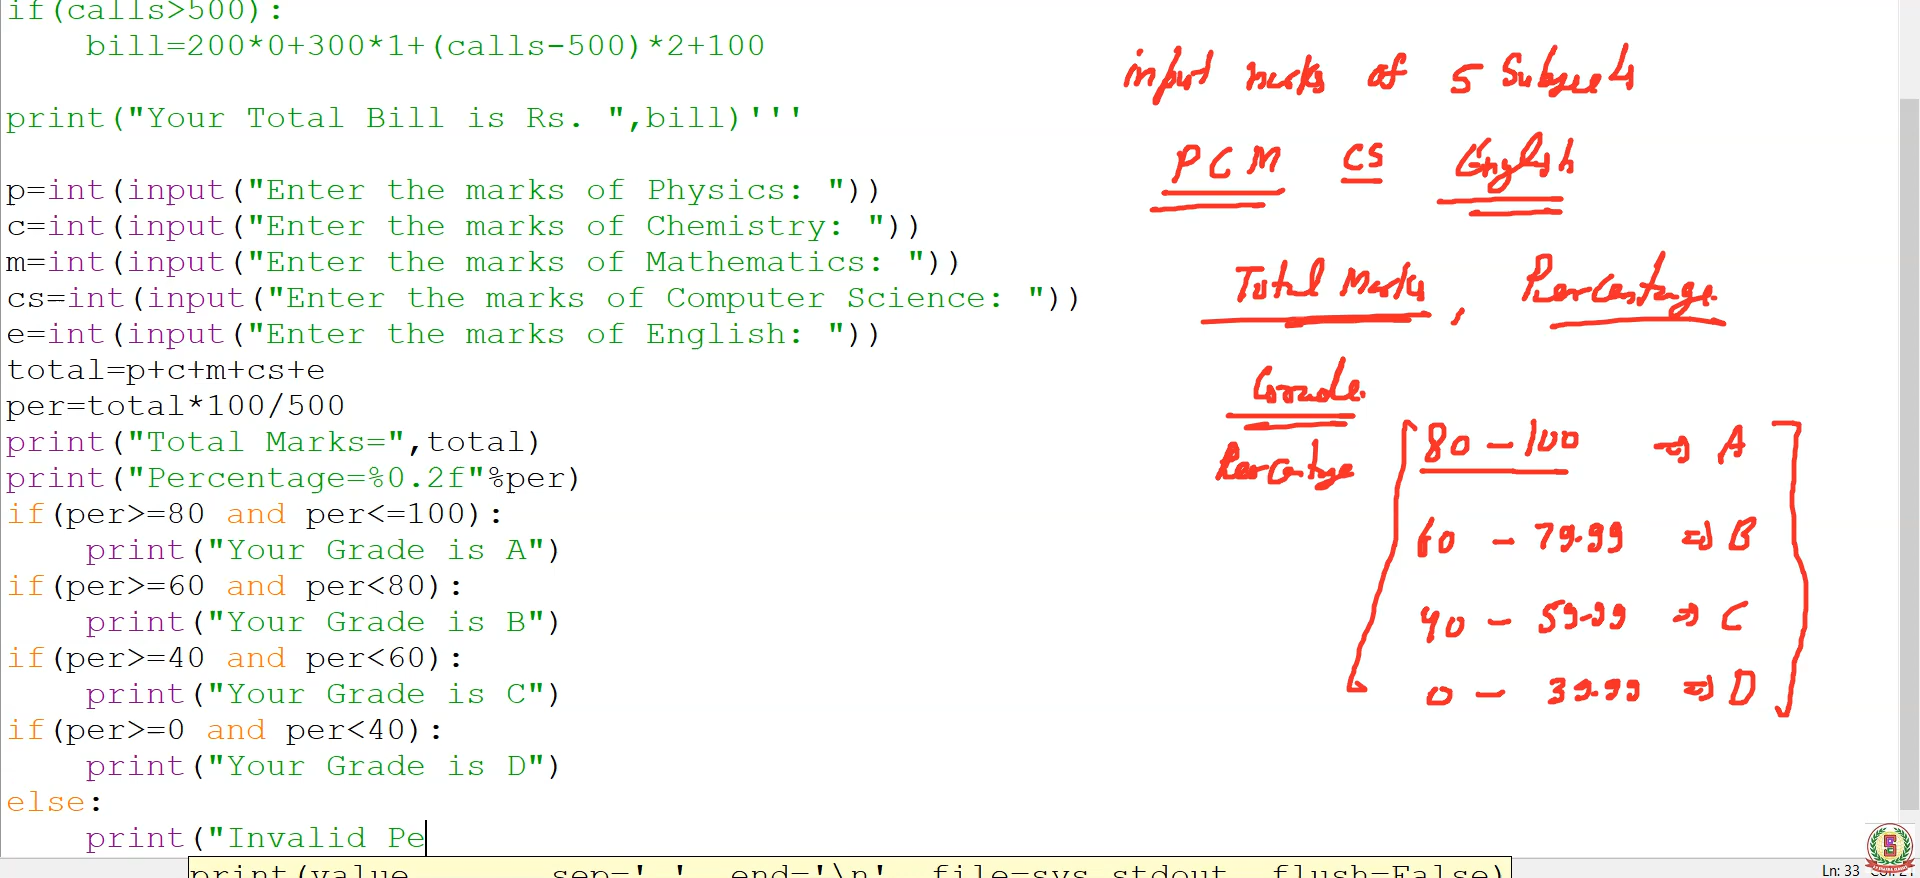 if(calls>500):
    bill=200*0+300*1+(calls-500)*2+100
print("Your Total Bill is Rs. ",bill)'''
p=int(input("Enter the marks of Physics: "))
c=int(input("Enter the marks of Chemistry: "))
m=int(input("Enter the marks of Mathematics: "))
cs=int(input("Enter the marks of Computer Science: "))
e=int(input("Enter the marks of English: "))
total=p+c+m+cs+e
per=total*100/500
print("Total Marks=",total)
print("Percentage=%0.2f"%per)
if(per>=80 and per<=100):
    print("Your Grade is A")
if(per>=60 and per<80):
    print("Your Grade is B")
if(per>=40 and per<60):
    print("Your Grade is C")
if(per>=0 and per<40):
    print("Your Grade is D")
else:
    print("Invalid Pe
print(value, ..., sep=' ', end='\n', file=sys.stdout, flush=False)
input marks of 5 Subjects
PCM CS English
Total Marks, Percentage
Grade
Percentage
80 - 100 => A
60 - 79.99 => B
40 - 59.99 => C
0 - 39.99 => D
Ln: 33